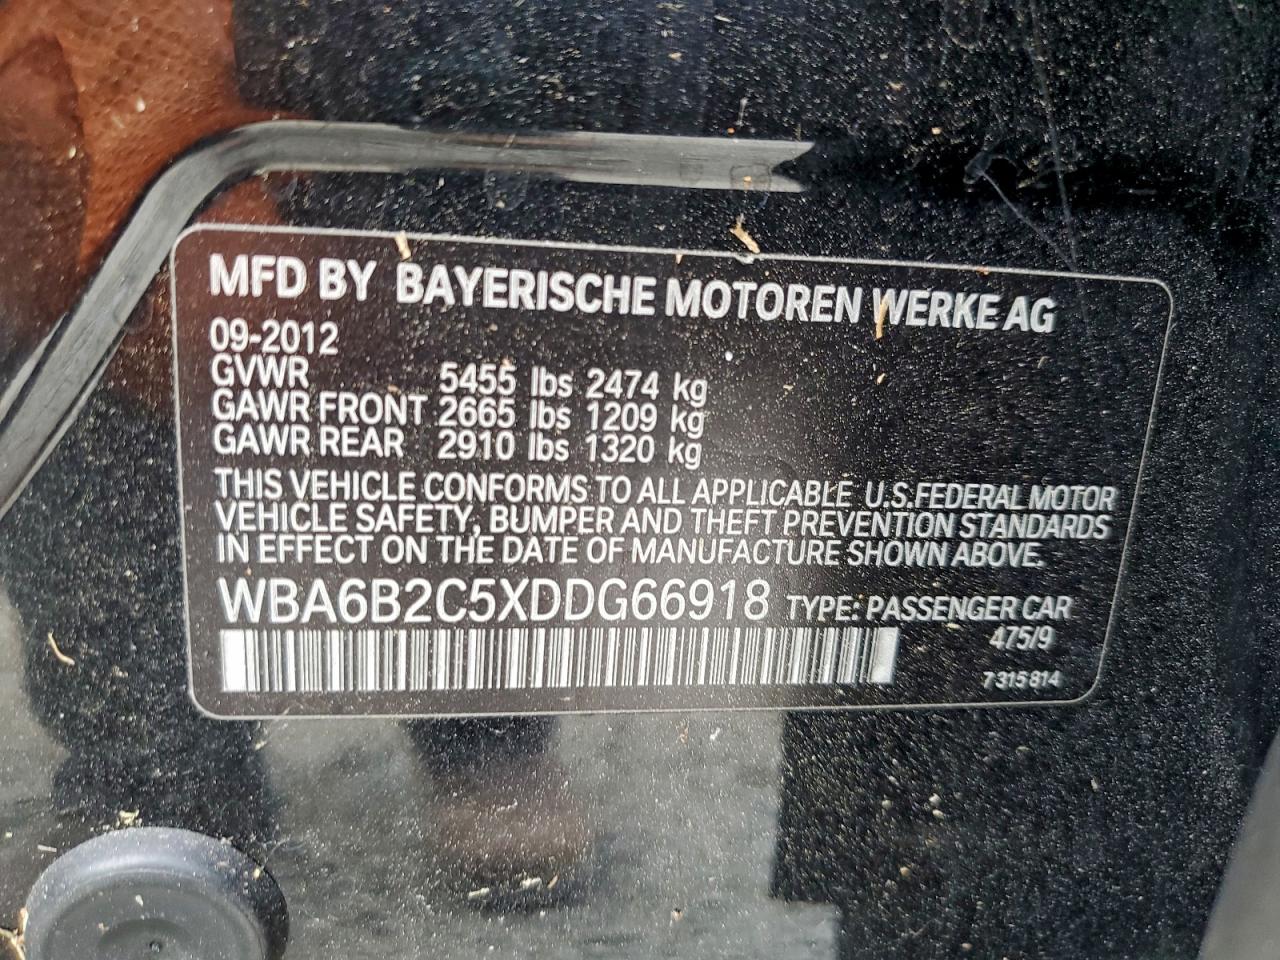 MFD BY BAYERISCHE MOTOREN WERKE AG
09-2012
GVWR 5455 lbs 2474 kg
GAWR FRONT 2665 lbs 1209 kg
GAWR REAR 2910 lbs 1320 kg
THIS VEHICLE CONFORMS TO ALL APPLICABLE U.S.FEDERAL MOTOR
VEHICLE SAFETY, BUMPER AND THEFT PREVENTION STANDARDS
IN EFFECT ON THE DATE OF MANUFACTURE SHOWN ABOVE.
WBA6B2C5XDDG66918 TYPE: PASSENGER CAR
475/9
7 315 814